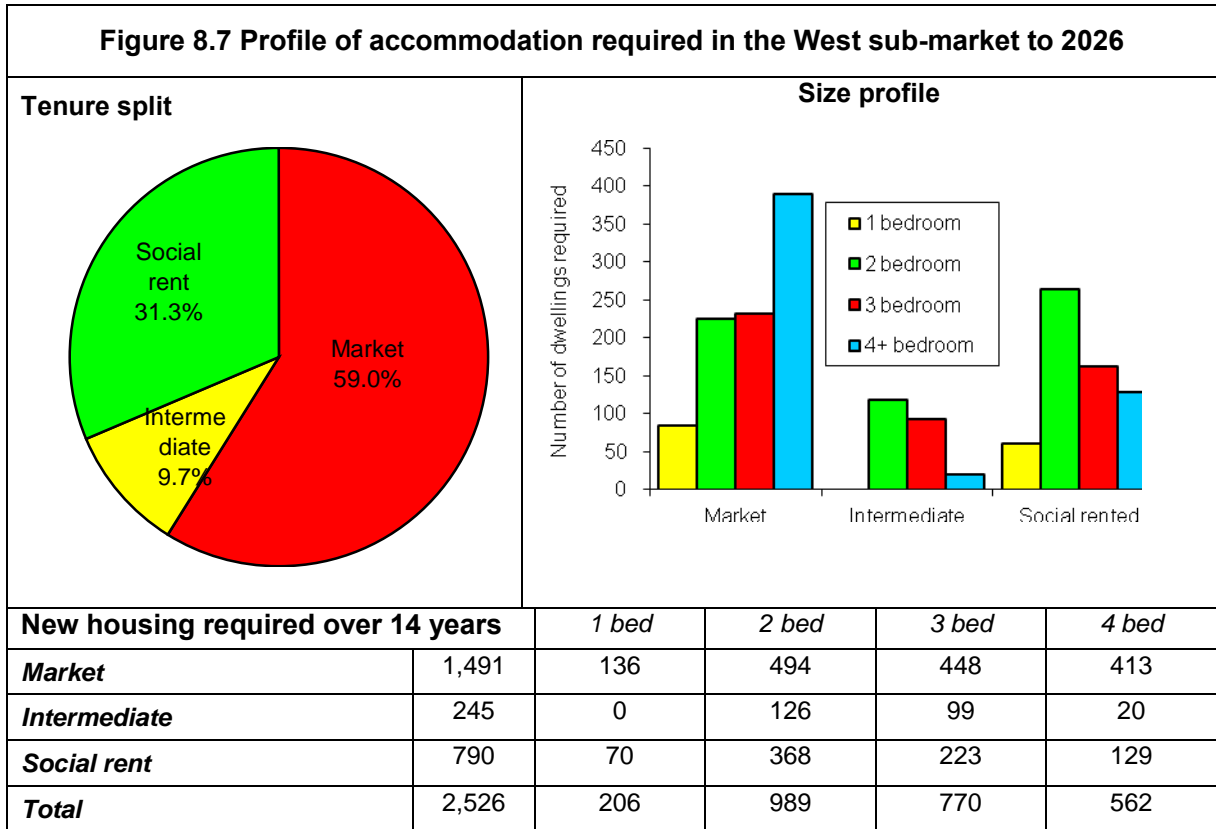 Figure 8.7 Profile of accommodation required in the West sub-market to 2026
Tenure split
Social
rent
31.3%
Market
59.0%
Interme
diate
9.7%
Size profile
Number of dwellings required
450
400
350
300
250
200
150
100
50
0
1 bedroom
2 bedroom
3 bedroom
4+ bedroom
Market Intermediate Social rented
New housing required over 14 years 1 bed 2 bed 3 bed 4 bed
Market 1,491 136 494 448 413
Intermediate 245 0 126 99 20
Social rent 790 70 368 223 129
Total 2,526 206 989 770 562